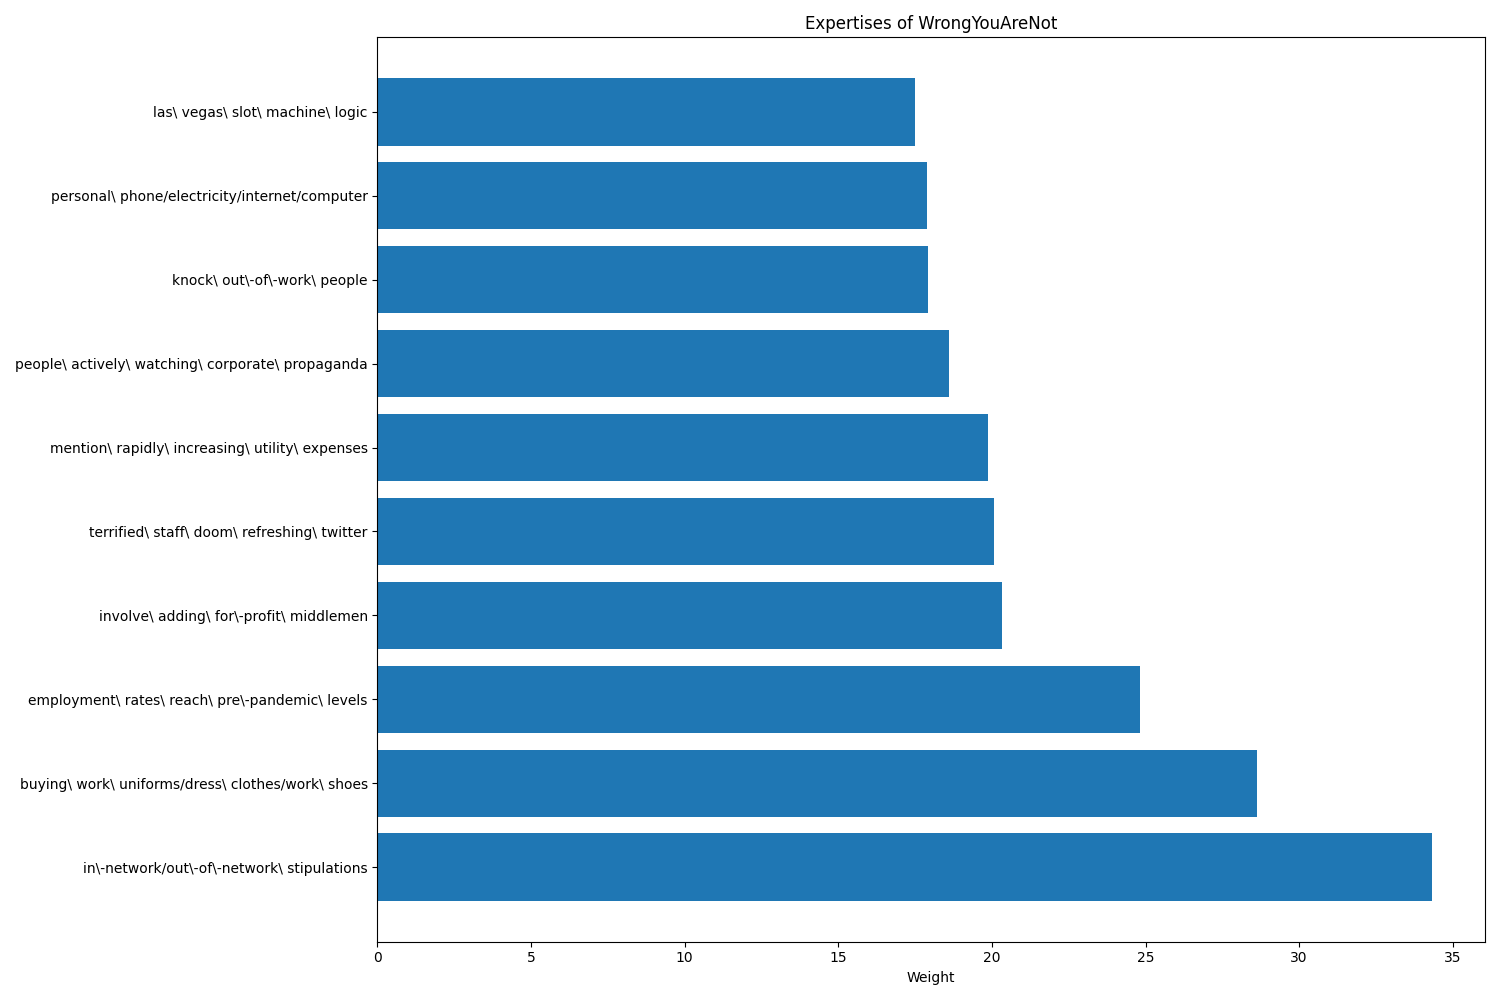 Expertises of WrongYouAreNot
las\ vegas\ slot\ machine\ logic
personal\ phone/electricity/internet/computer
knock\ out\-of\-work\ people
people\ actively\ watching\ corporate\ propaganda
mention\ rapidly\ increasing\ utility\ expenses
terrified\ staff\ doom\ refreshing\ twitter
involve\ adding\ for\-profit\ middlemen
employment\ rates\ reach\ pre\-pandemic\ levels
buying\ work\ uniforms/dress\ clothes/work\ shoes
in\-network/out\-of\-network\ stipulations
0 5 10 15 20 25 30 35
Weight